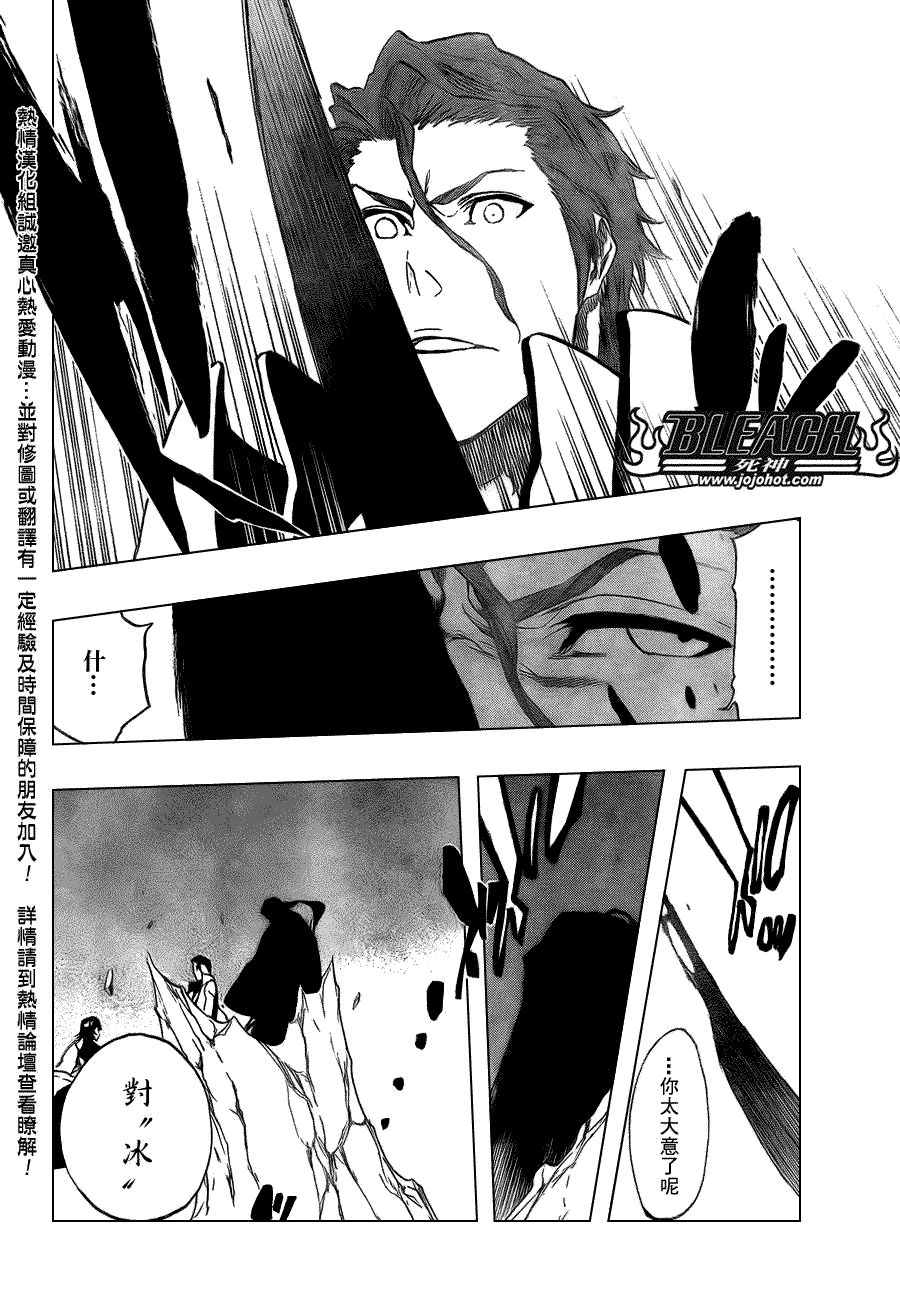 熱情漢化組誠邀真心熱愛動漫…並對修圖或翻譯有一定經驗及時間保障的朋友加入！ 詳情請到熱情論壇查看瞭解！
BLEACH
死神
www.jojohot.com
………
什…
…你太大意了呢
對〝冰〞